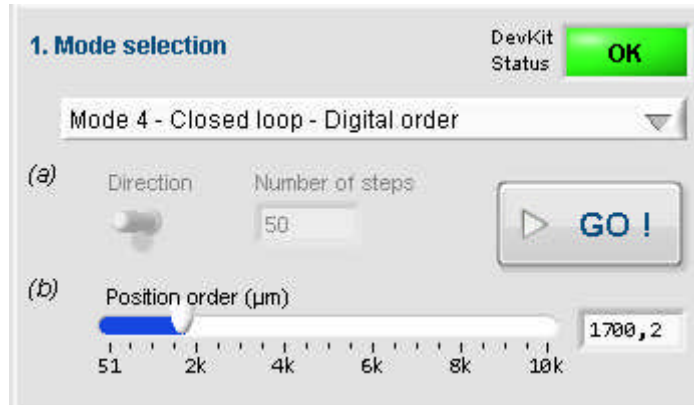 1. Mode selection
DevKit
Status
OK
Mode 4 - Closed loop - Digital order
(a)
Direction
Number of steps
50
GO !
(b)
Position order (µm)
1700,2
51 2k 4k 6k 8k 10k